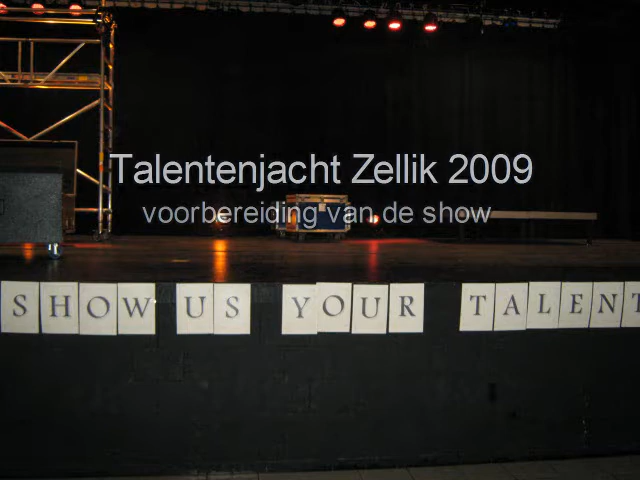 Talentenjacht Zellik 2009
voorbereiding van de show
SHOW US YOUR TALENT